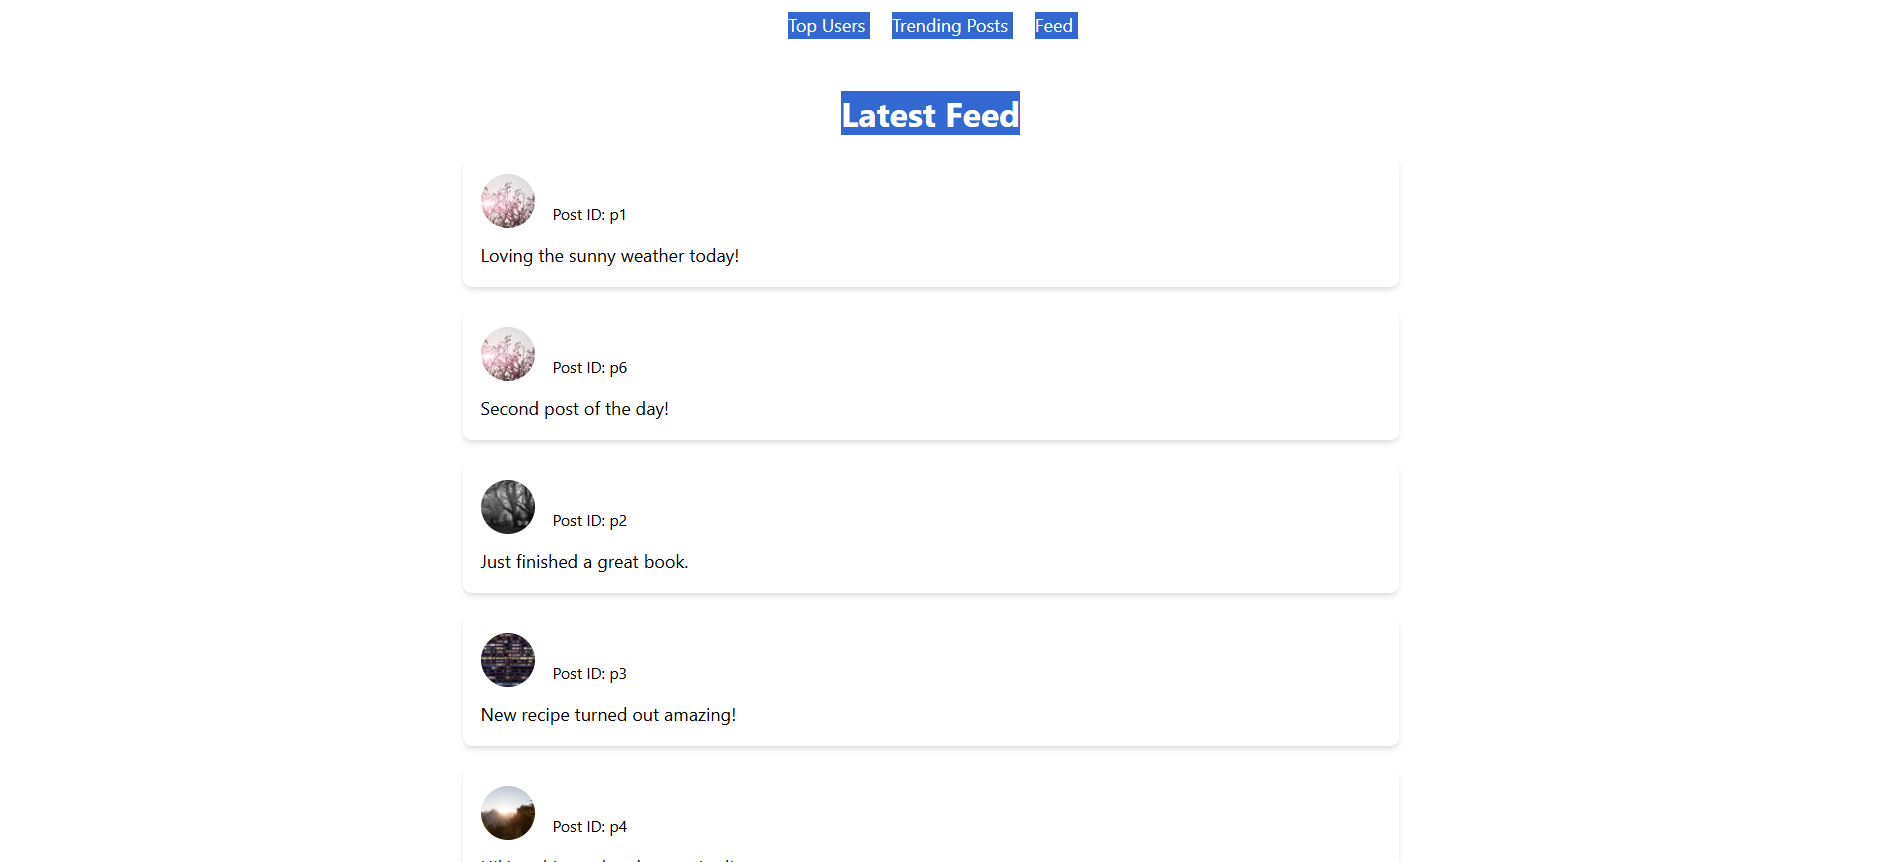 Top Users Trending Posts Feed
Latest Feed
Post ID: p1
Loving the sunny weather today!
Post ID: p6
Second post of the day!
Post ID: p2
Just finished a great book.
Post ID: p3
New recipe turned out amazing!
Post ID: p4